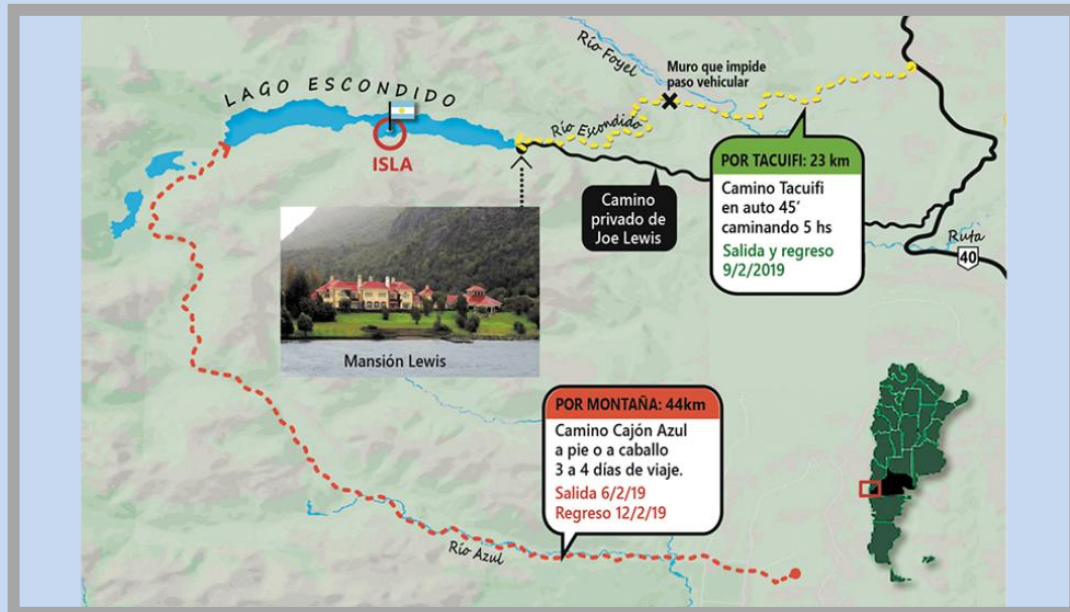 Río Foyel
Muro que impide
paso vehicular
LAGO ESCONDIDO
Río Escondido
ISLA
POR TACUIFI: 23 km
Camino Tacuifi
en auto 45'
caminando 5 hs
Salida y regreso
9/2/2019
Camino
privado de
Joe Lewis
Ruta
40
Mansión Lewis
POR MONTAÑA: 44km
Camino Cajón Azul
a pie o a caballo
3 a 4 días de viaje.
Salida 6/2/19
Regreso 12/2/19
Río Azul